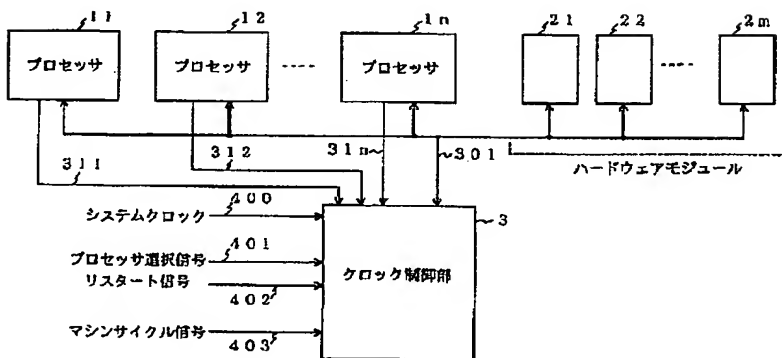 11 12 1n 21 22 2m
プロセッサ プロセッサ ---- プロセッサ ----
311 312 31n 301
ハードウェアモジュール
400
システムクロック 3
401
プロセッサ選択信号
リスタート信号 クロック制御部
402
マシンサイクル信号
403